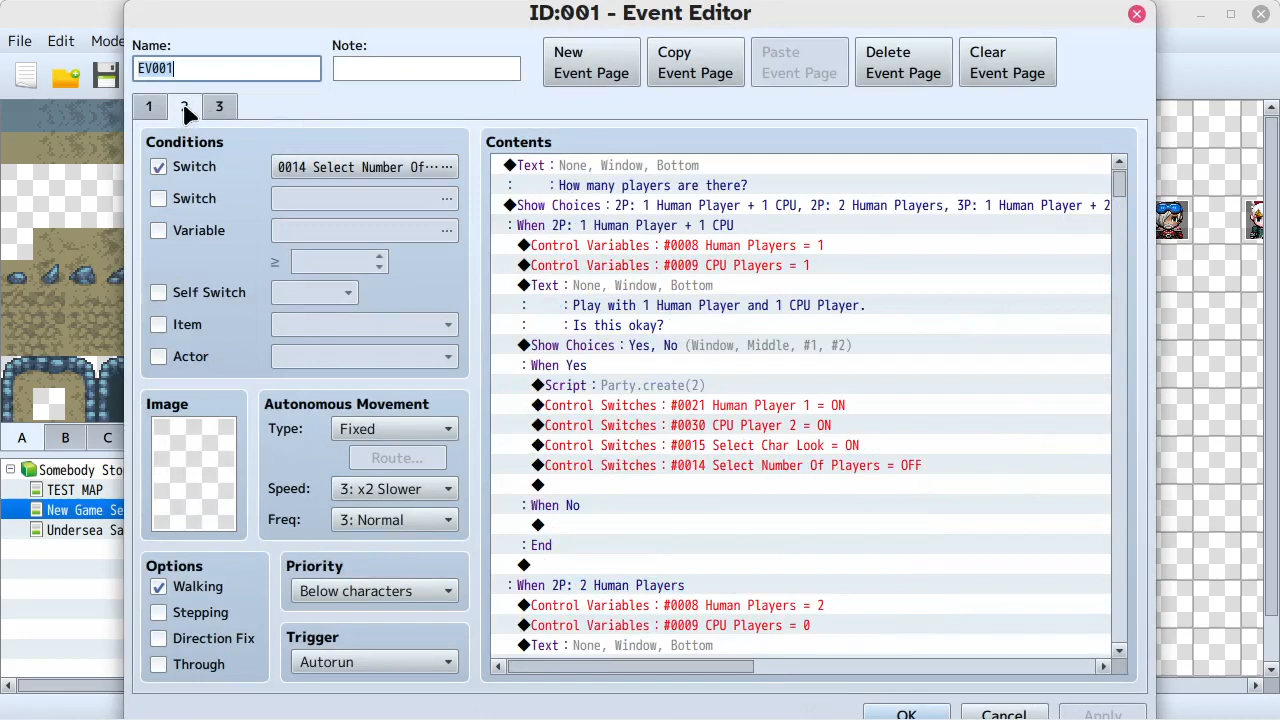 ID:001 - Event Editor
File Edit Mode
Name:
EV001
Note:
New
Event Page
Copy
Event Page
Paste
Event Page
Delete
Event Page
Clear
Event Page
1 2 3
Conditions
Switch 0014 Select Number Of… ...
Switch ...
Variable ...
≥
Self Switch
Item
Actor
Image
Autonomous Movement
Type: Fixed
Route...
Speed: 3: x2 Slower
Freq: 3: Normal
Options
Walking
Stepping
Direction Fix
Through
Priority
Below characters
Trigger
Autorun
Contents
◆Text：None, Window, Bottom
:　　　:How many players are there?
◆Show Choices：2P: 1 Human Player + 1 CPU, 2P: 2 Human Players, 3P: 1 Human Player + 2
: When 2P: 1 Human Player + 1 CPU
◆Control Variables：#0008 Human Players = 1
◆Control Variables：#0009 CPU Players = 1
◆Text：None, Window, Bottom
:　　　:Play with 1 Human Player and 1 CPU Player.
:　　　:Is this okay?
◆Show Choices：Yes, No (Window, Middle, #1, #2)
: When Yes
◆Script：Party.create(2)
◆Control Switches：#0021 Human Player 1 = ON
◆Control Switches：#0030 CPU Player 2 = ON
◆Control Switches：#0015 Select Char Look = ON
◆Control Switches：#0014 Select Number Of Players = OFF
◆
: When No
◆
: End
◆
: When 2P: 2 Human Players
◆Control Variables：#0008 Human Players = 2
◆Control Variables：#0009 CPU Players = 0
◆Text：None, Window, Bottom
A B C
Somebody Sto
TEST MAP
New Game Se
Undersea Sa
OK Cancel Apply